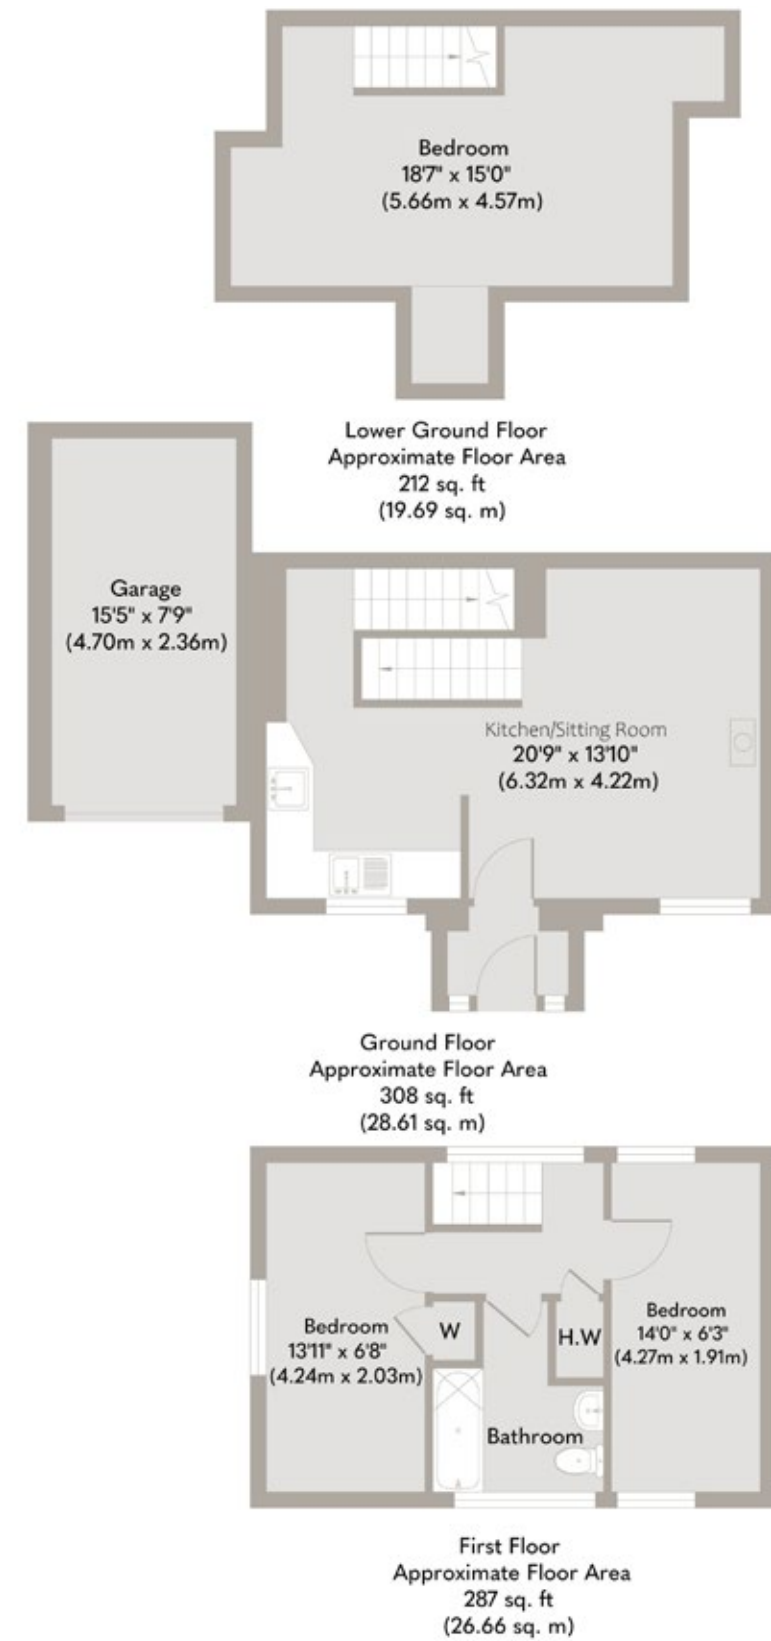 Bedroom
18'7" x 15'0"
(5.66m x 4.57m)
Lower Ground Floor
Approximate Floor Area
212 sq. ft
(19.69 sq. m)
Garage
15'5" x 7'9"
(4.70m x 2.36m)
Kitchen/Sitting Room
20'9" x 13'10"
(6.32m x 4.22m)
Ground Floor
Approximate Floor Area
308 sq. ft
(28.61 sq. m)
Bedroom
13'11" x 6'8"
(4.24m x 2.03m)
W
H.W
Bedroom
14'0" x 6'3"
(4.27m x 1.91m)
Bathroom
First Floor
Approximate Floor Area
287 sq. ft
(26.66 sq. m)